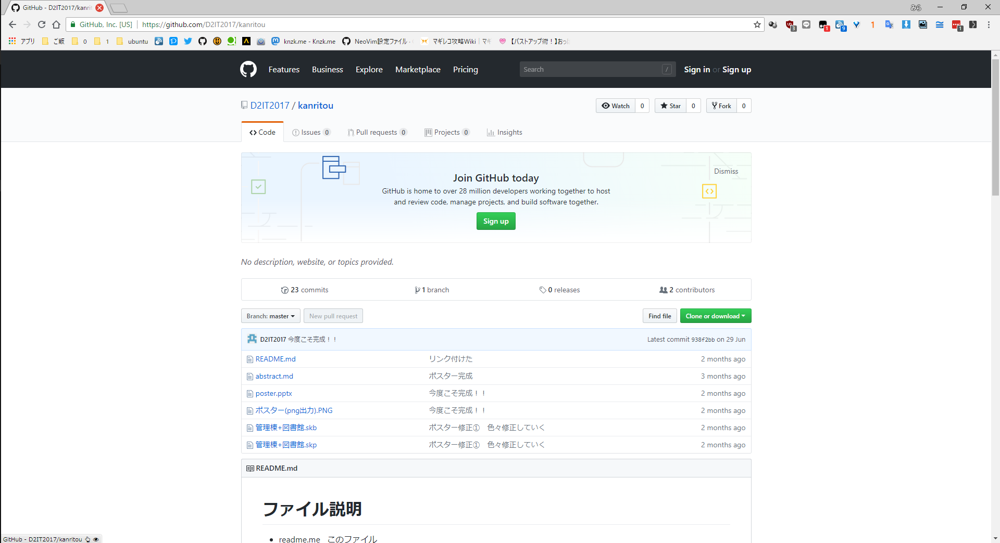 GitHub - D2IT2017/kanrit
みら
GitHub, Inc. [US] https://github.com/D2IT2017/kanritou
アプリ ご飯 0 1 ubuntu knzk.me - Knzk.me NeoVim設定ファイル · マギレコ攻略Wiki | マキ 【バストアップ術！】おっ
Features Business Explore Marketplace Pricing Search / Sign in or Sign up
D2IT2017 / kanritou Watch 0 Star 0 Fork 0
Code Issues 0 Pull requests 0 Projects 0 Insights
Join GitHub today
Dismiss
GitHub is home to over 28 million developers working together to host
and review code, manage projects, and build software together.
Sign up
No description, website, or topics provided.
23 commits 1 branch 0 releases 2 contributors
Branch: master New pull request Find file Clone or download
D2IT2017 今度こそ完成！！ Latest commit 938f2bb on 29 Jun
README.md リンク付けた 2 months ago
abstract.md ポスター完成 3 months ago
poster.pptx 今度こそ完成！！ 2 months ago
ポスター(png出力).PNG 今度こそ完成！！ 2 months ago
管理棟+図書館.skb ポスター修正① 色々修正していく 2 months ago
管理棟+図書館.skp ポスター修正① 色々修正していく 2 months ago
README.md
ファイル説明
• readme.me このファイル
GitHub - D2IT2017/kanritou